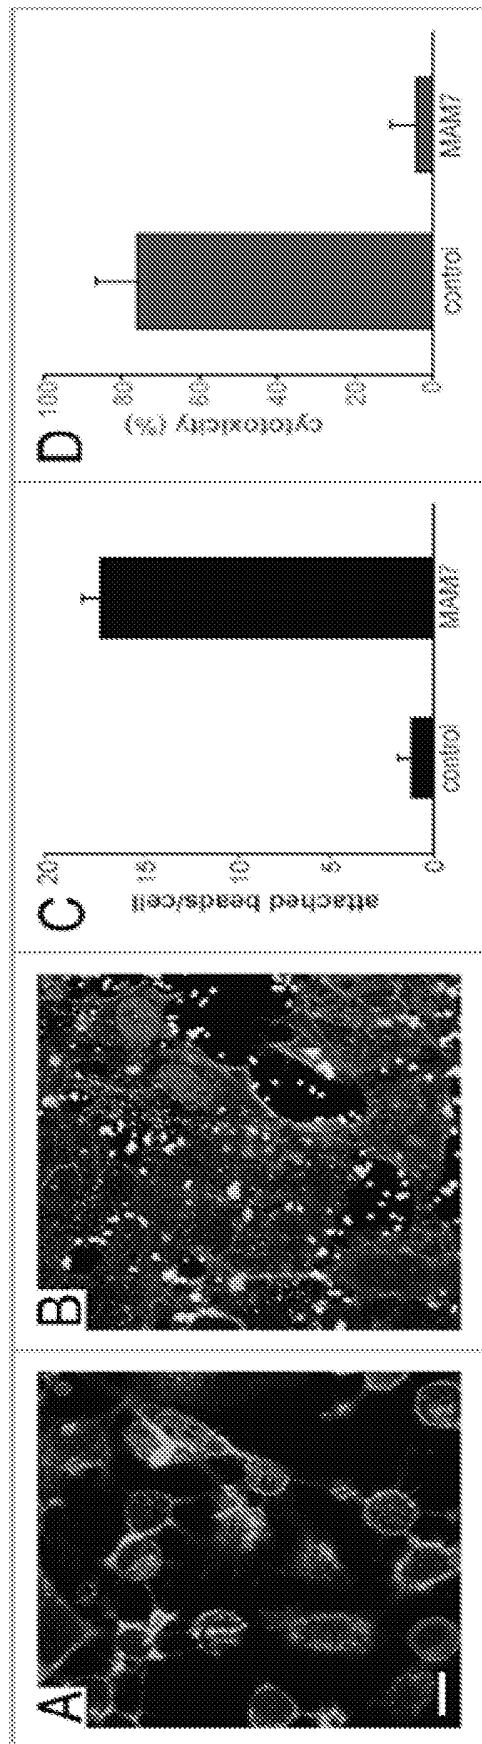 A
B
C
20
15
10
5
0
attached beads/cell
control
MAM7
D
100
80
60
40
20
0
cytotoxicity (%)
control
MAM7